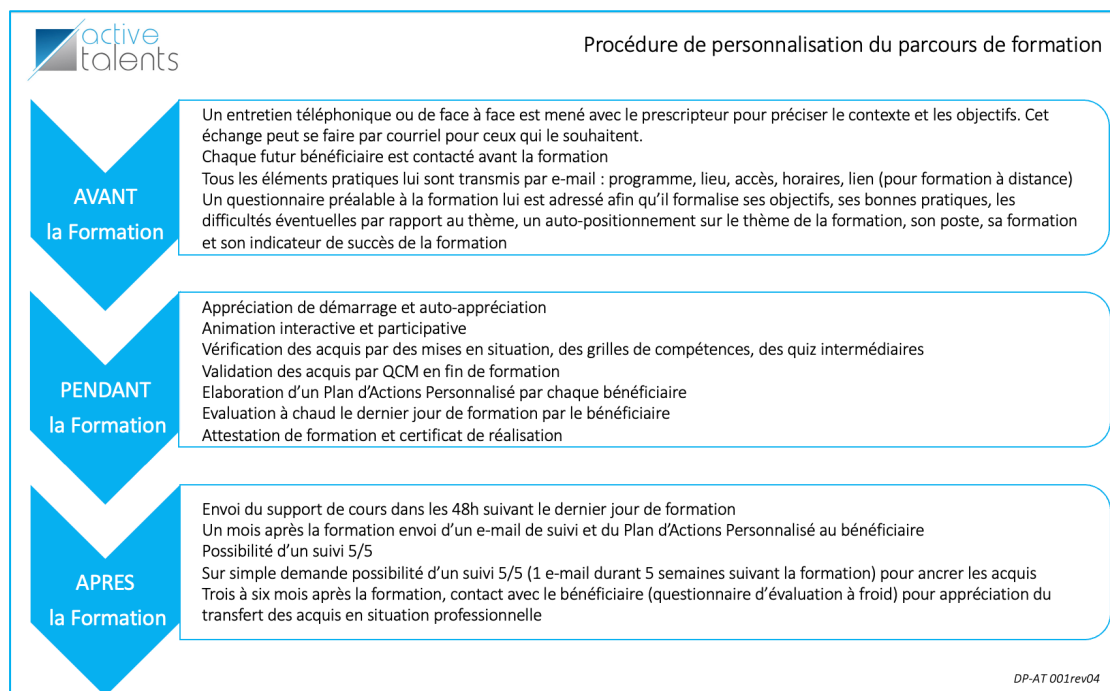 active
talents
Procédure de personnalisation du parcours de formation
AVANT
la Formation
Un entretien téléphonique ou de face à face est mené avec le prescripteur pour préciser le contexte et les objectifs. Cet
échange peut se faire par courriel pour ceux qui le souhaitent.
Chaque futur bénéficiaire est contacté avant la formation
Tous les éléments pratiques lui sont transmis par e-mail : programme, lieu, accès, horaires, lien (pour formation à distance)
Un questionnaire préalable à la formation lui est adressé afin qu'il formalise ses objectifs, ses bonnes pratiques, les
difficultés éventuelles par rapport au thème, un auto-positionnement sur le thème de la formation, son poste, sa formation
et son indicateur de succès de la formation
PENDANT
la Formation
Appréciation de démarrage et auto-appréciation
Animation interactive et participative
Vérification des acquis par des mises en situation, des grilles de compétences, des quiz intermédiaires
Validation des acquis par QCM en fin de formation
Elaboration d'un Plan d'Actions Personnalisé par chaque bénéficiaire
Evaluation à chaud le dernier jour de formation par le bénéficiaire
Attestation de formation et certificat de réalisation
APRES
la Formation
Envoi du support de cours dans les 48h suivant le dernier jour de formation
Un mois après la formation envoi d'un e-mail de suivi et du Plan d'Actions Personnalisé au bénéficiaire
Possibilité d'un suivi 5/5
Sur simple demande possibilité d'un suivi 5/5 (1 e-mail durant 5 semaines suivant la formation) pour ancrer les acquis
Trois à six mois après la formation, contact avec le bénéficiaire (questionnaire d'évaluation à froid) pour appréciation du
transfert des acquis en situation professionnelle
DP-AT 001rev04